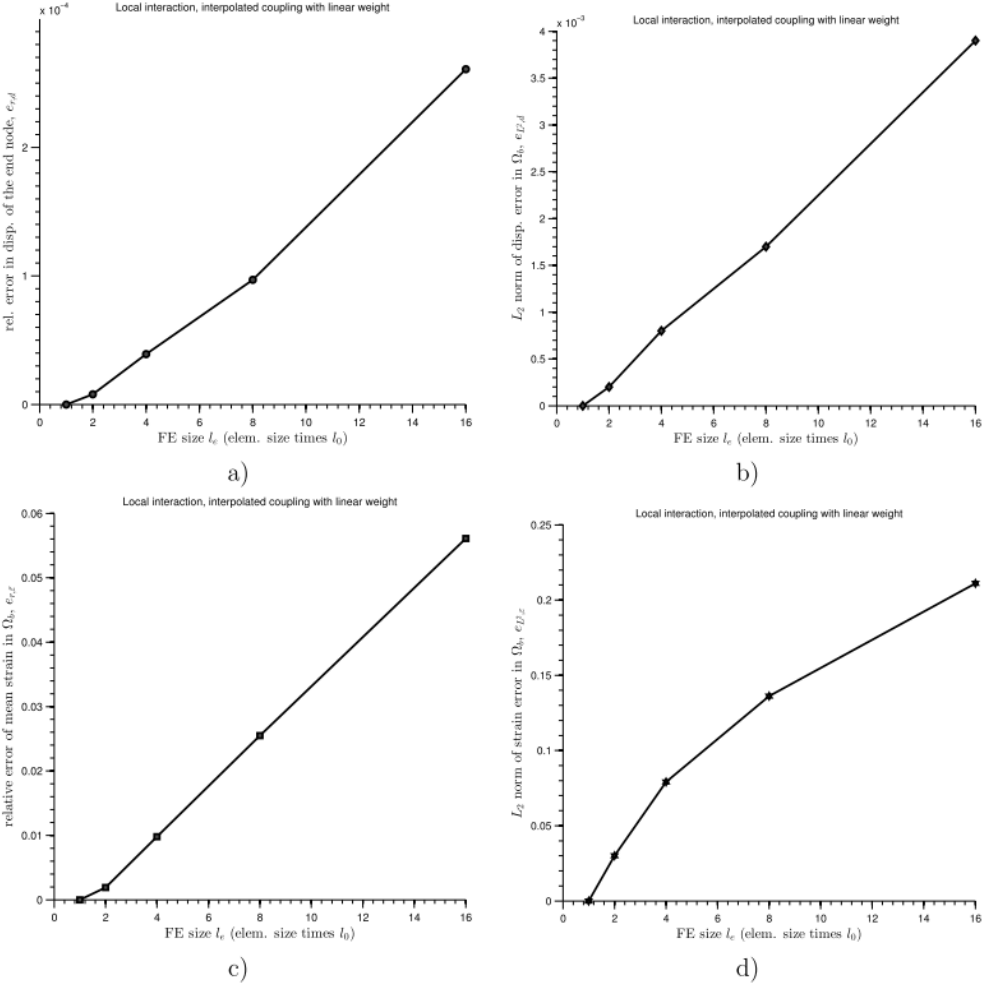 x 10⁻⁴
Local interaction, interpolated coupling with linear weight
rel. error in disp. of the end node, e_{r,d}
2
1
0
0 2 4 6 8 10 12 14 16
FE size l_e (elem. size times l_0)
a)
x 10⁻³
Local interaction, interpolated coupling with linear weight
L_2 norm of disp. error in Ω_b, e_{L²,d}
4
3.5
3
2.5
2
1.5
1
0.5
0
0 2 4 6 8 10 12 14 16
FE size l_e (elem. size times l_0)
b)
Local interaction, interpolated coupling with linear weight
relative error of mean strain in Ω_b, e_{r,ε}
0.06
0.05
0.04
0.03
0.02
0.01
0
0 2 4 6 8 10 12 14 16
FE size l_e (elem. size times l_0)
c)
Local interaction, interpolated coupling with linear weight
L_2 norm of strain error in Ω_b, e_{L²,ε}
0.25
0.2
0.15
0.1
0.05
0
0 2 4 6 8 10 12 14 16
FE size l_e (elem. size times l_0)
d)